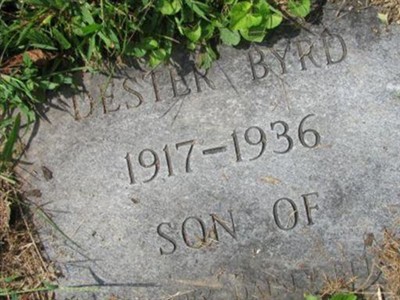 DESTER BYRD
1917-1936
SON OF